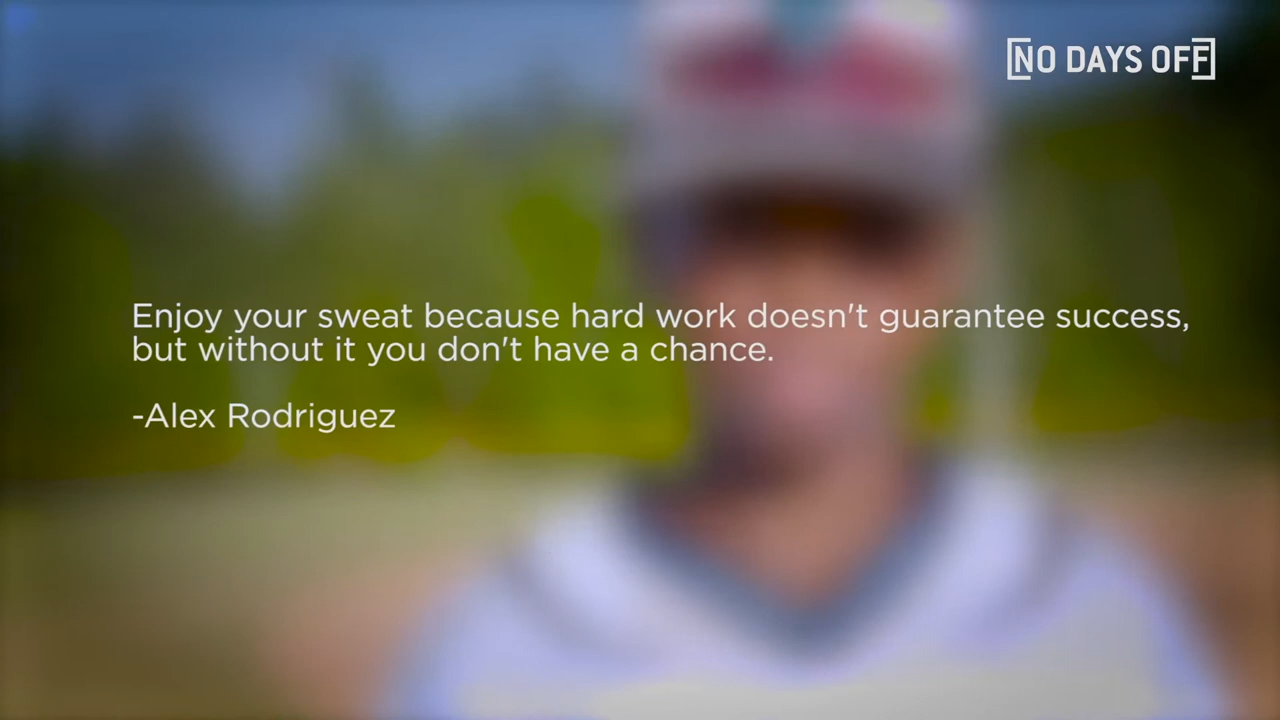 [NO DAYS OFF]
Enjoy your sweat because hard work doesn't guarantee success,
but without it you don't have a chance.
-Alex Rodriguez